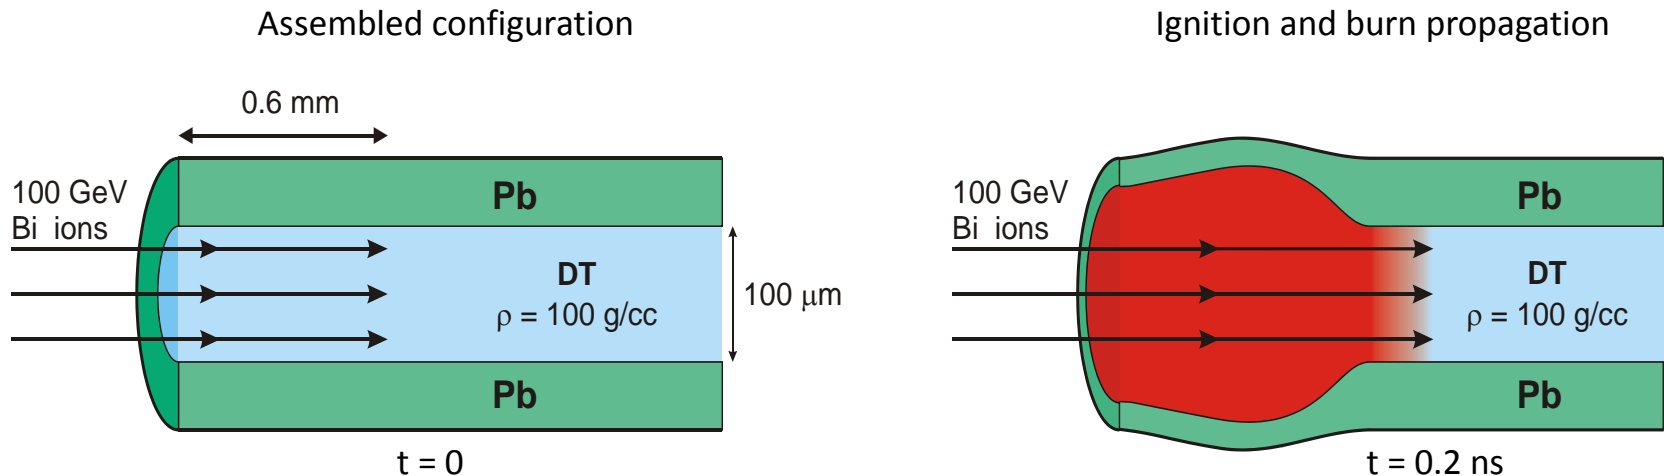 Assembled configuration
0.6 mm
100 GeV
Bi ions
Pb
DT
ρ = 100 g/cc
100 μm
Pb
t = 0
Ignition and burn propagation
100 GeV
Bi ions
Pb
DT
ρ = 100 g/cc
Pb
t = 0.2 ns